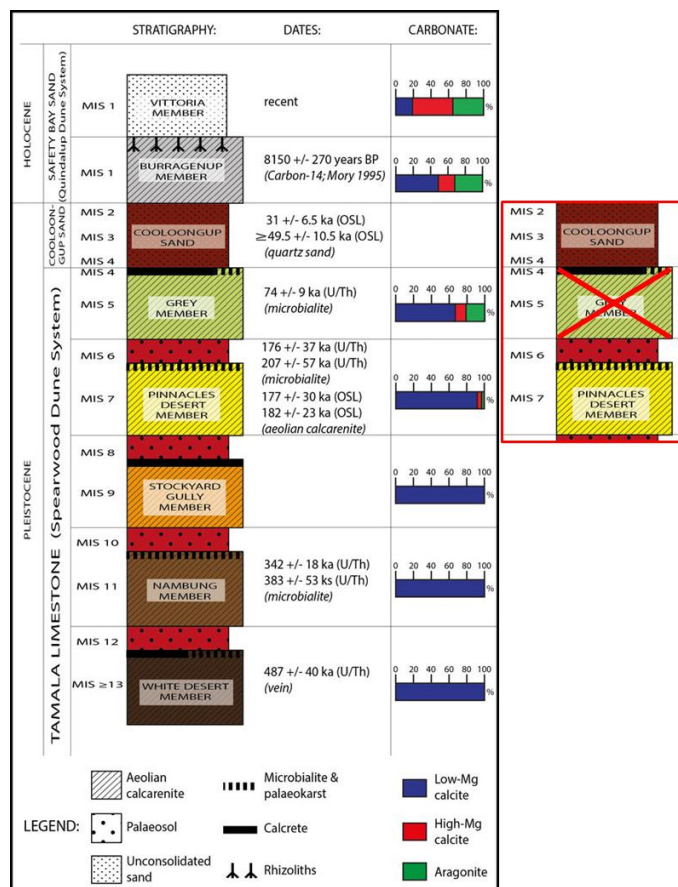 STRATIGRAPHY: DATES: CARBONATE:
HOLOCENE
SAFETY BAY SAND
(Quindalup Dune System)
MIS 1
VITTORIA
MEMBER
recent
0 20 40 60 80 100
%
MIS 1
BURRAGENUP
MEMBER
8150 +/- 270 years BP
(Carbon-14; Mory 1995)
0 20 40 60 80 100
%
PLEISTOCENE
COOLOON-
GUP SAND
MIS 2
MIS 3
MIS 4
COOLOONGUP
SAND
31 +/- 6.5 ka (OSL)
≥49.5 +/- 10.5 ka (OSL)
(quartz sand)
TAMALA LIMESTONE (Spearwood Dune System)
MIS 4
MIS 5
GREY
MEMBER
74 +/- 9 ka (U/Th)
(microbialite)
0 20 40 60 80 100
%
MIS 6
MIS 7
PINNACLES
DESERT
MEMBER
176 +/- 37 ka (U/Th)
207 +/- 57 ka (U/Th)
(microbialite)
177 +/- 30 ka (OSL)
182 +/- 23 ka (OSL)
(aeolian calcarenite)
0 20 40 60 80 100
%
MIS 8
MIS 9
STOCKYARD
GULLY
MEMBER
0 20 40 60 80 100
%
MIS 10
MIS 11
NAMBUNG
MEMBER
342 +/- 18 ka (U/Th)
383 +/- 53 ks (U/Th)
(microbialite)
0 20 40 60 80 100
%
MIS 12
MIS ≥13
WHITE DESERT
MEMBER
487 +/- 40 ka (U/Th)
(vein)
0 20 40 60 80 100
%
LEGEND:
Aeolian
calcarenite
Palaeosol
Unconsolidated
sand
Microbialite &
palaeokarst
Calcrete
Rhizoliths
Low-Mg
calcite
High-Mg
calcite
Aragonite
MIS 2
MIS 3
MIS 4
COOLOONGUP
SAND
MIS 4
MIS 5
GREY
MEMBER
MIS 6
MIS 7
PINNACLES
DESERT
MEMBER